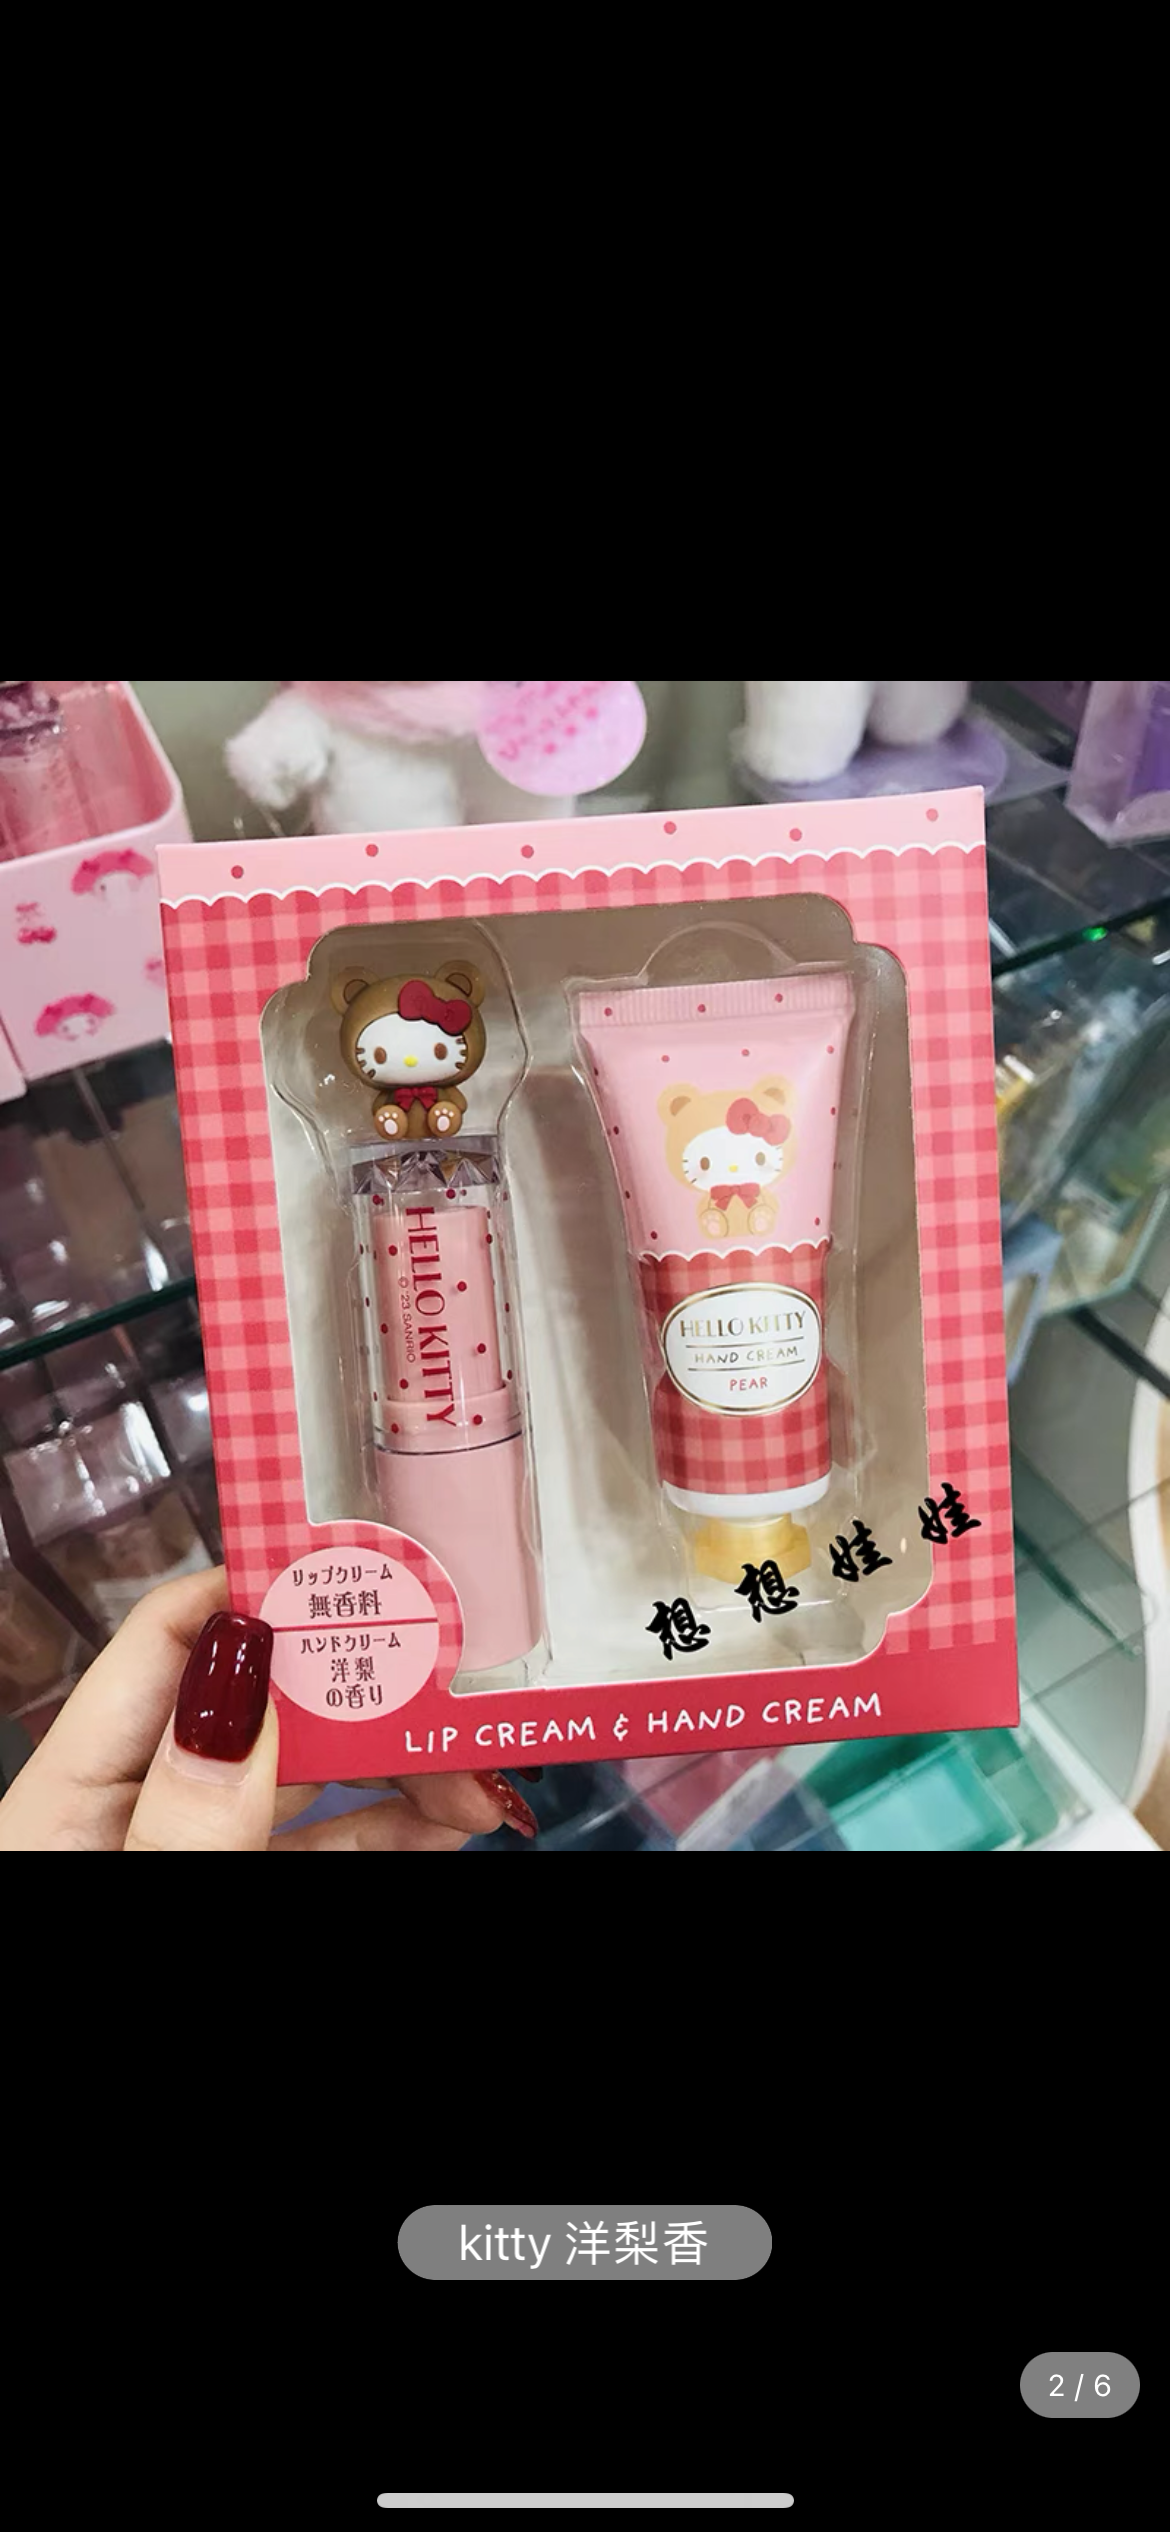 HELLO KITTY
© '23 SANRIO
HELLO KITTY
HAND CREAM
PEAR
リップクリーム
無香料
ハンドクリーム
洋梨
の香り
LIP CREAM & HAND CREAM
想想娃娃
kitty 洋梨香
2 / 6